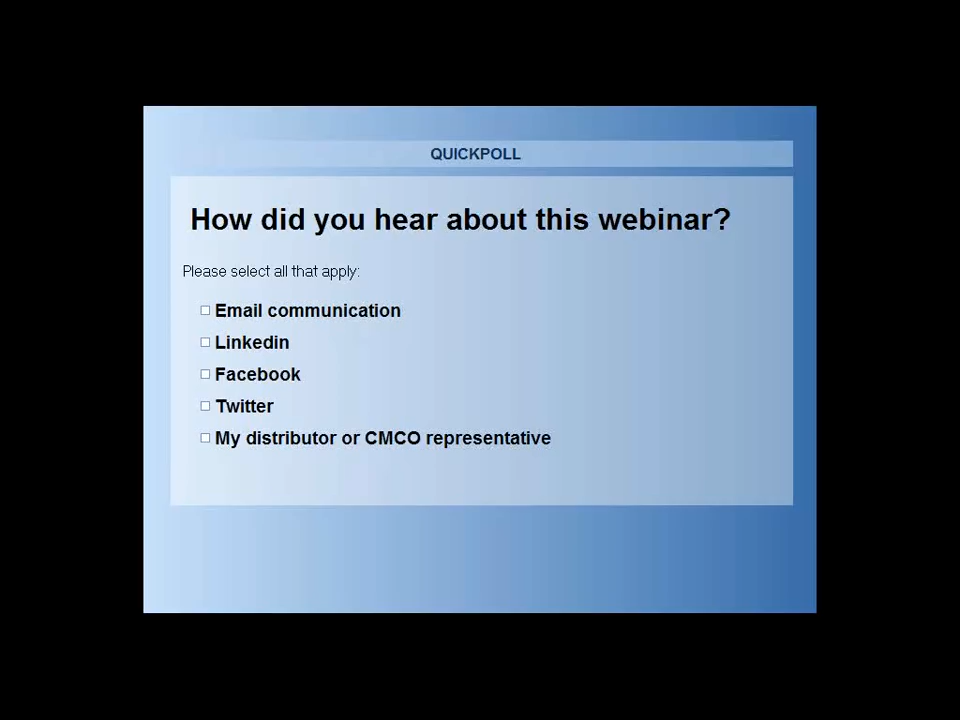 QUICKPOLL
How did you hear about this webinar?
Please select all that apply:
Email communication
Linkedin
Facebook
Twitter
My distributor or CMCO representative